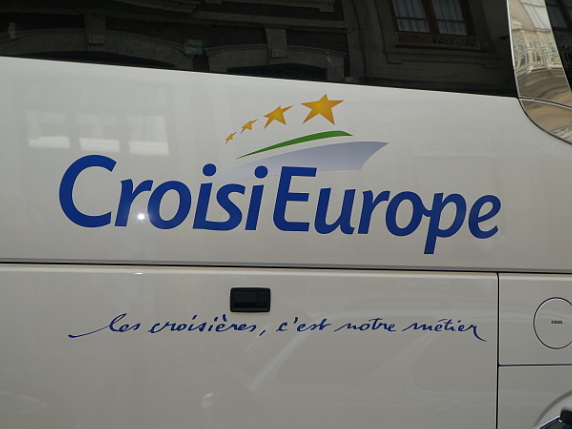 CroisiEurope
les croisières, c'est notre métier